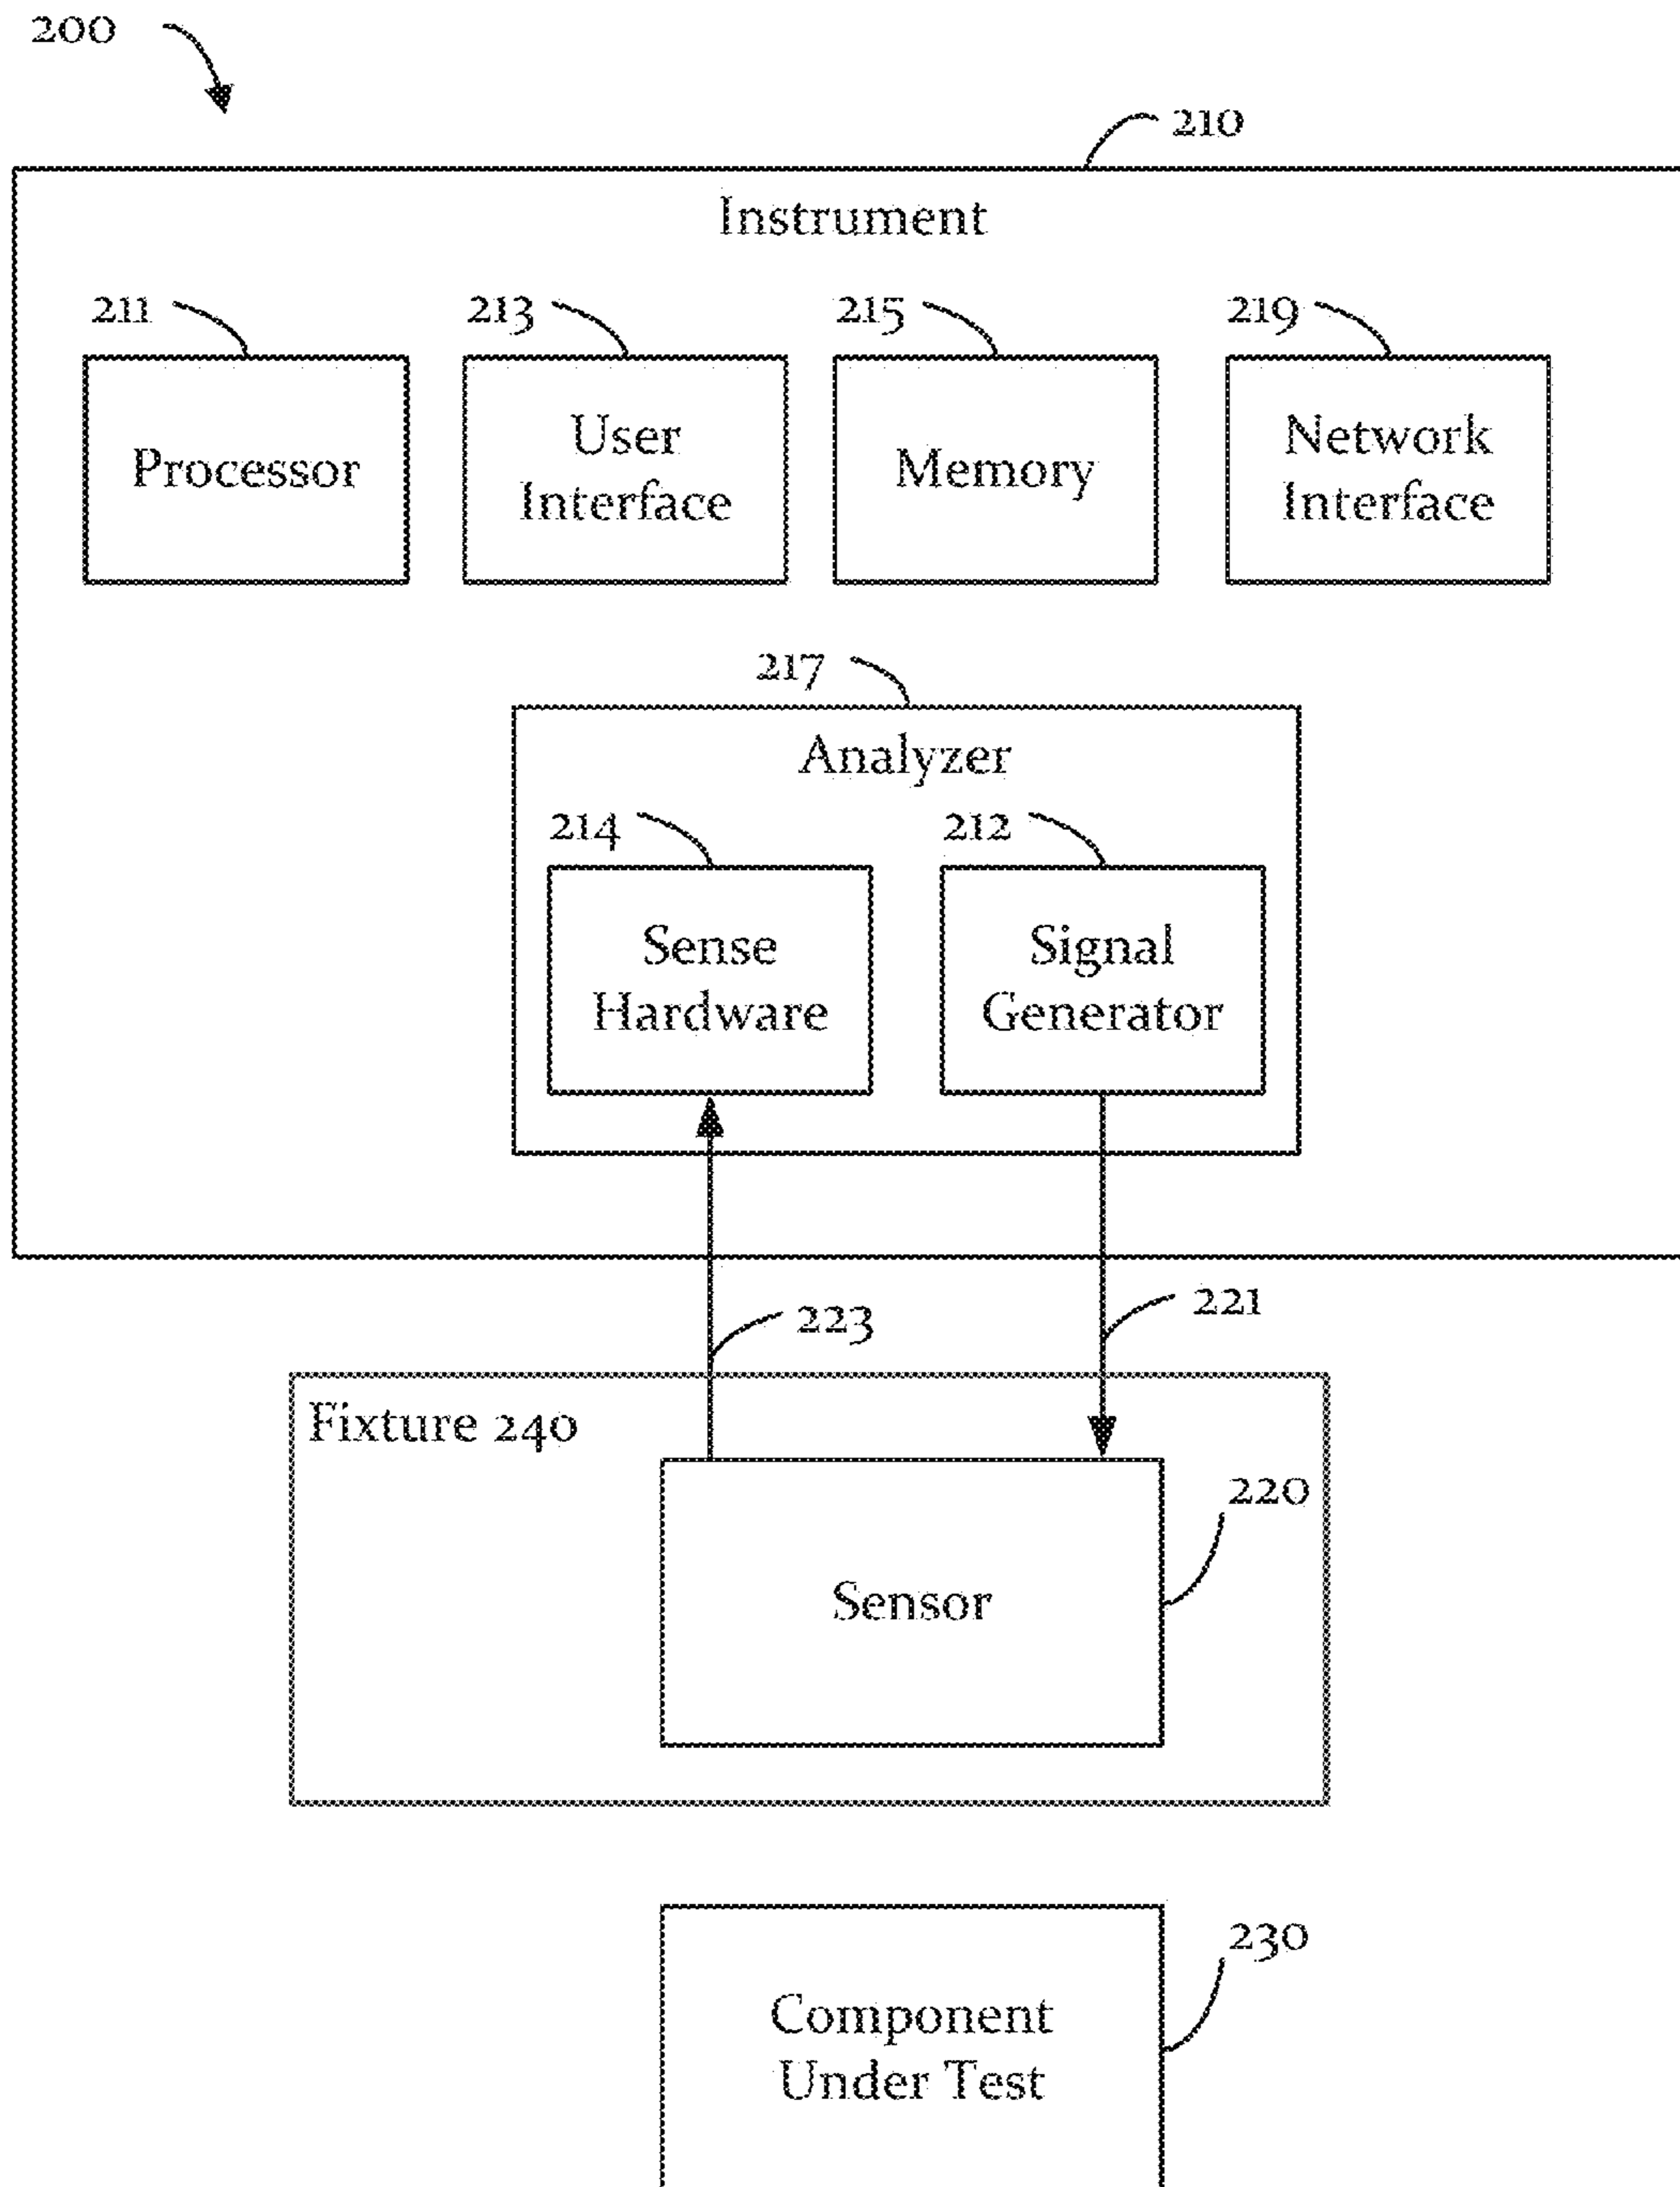 200
210
Instrument
211
213
215
219
Processor
User
Interface
Memory
Network
Interface
217
Analyzer
214
212
Sense
Hardware
Signal
Generator
223
221
Fixture 240
220
Sensor
230
Component
Under Test